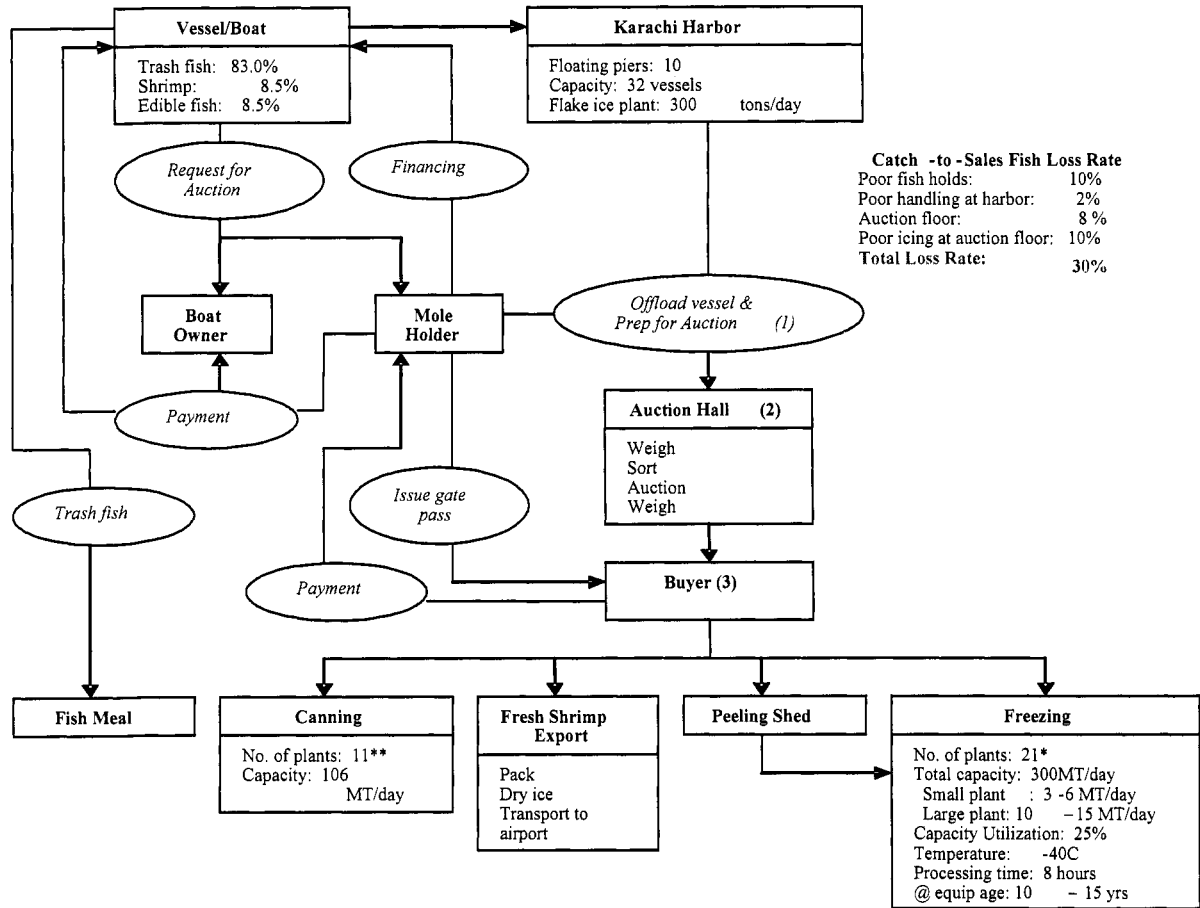 Vessel/Boat
Trash fish: 83.0%
Shrimp: 8.5%
Edible fish: 8.5%
Karachi Harbor
Floating piers: 10
Capacity: 32 vessels
Flake ice plant: 300 tons/day
Request for
Auction
Financing
Catch -to -Sales Fish Loss Rate
Poor fish holds: 10%
Poor handling at harbor: 2%
Auction floor: 8 %
Poor icing at auction floor: 10%
Total Loss Rate: 30%
Boat
Owner
Mole
Holder
Offload vessel &
Prep for Auction (1)
Payment
Auction Hall (2)
Weigh
Sort
Auction
Weigh
Trash fish
Issue gate
pass
Payment
Buyer (3)
Fish Meal
Canning
No. of plants: 11**
Capacity: 106
MT/day
Fresh Shrimp
Export
Pack
Dry ice
Transport to
airport
Peeling Shed
Freezing
No. of plants: 21*
Total capacity: 300MT/day
Small plant : 3 -6 MT/day
Large plant: 10 – 15 MT/day
Capacity Utilization: 25%
Temperature: -40C
Processing time: 8 hours
@ equip age: 10 – 15 yrs